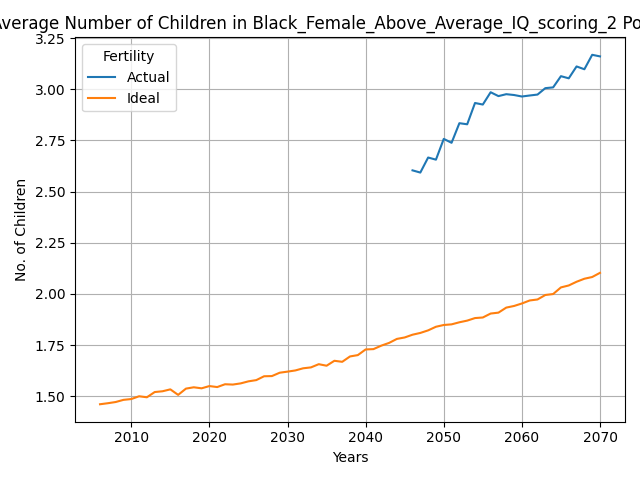 Average Number of Children in Black_Female_Above_Average_IQ_scoring_2 Po
3.25
3.00
2.75
2.50
2.25
2.00
1.75
1.50
Fertility
Actual
Ideal
No. of Children
2010 2020 2030 2040 2050 2060 2070
Years